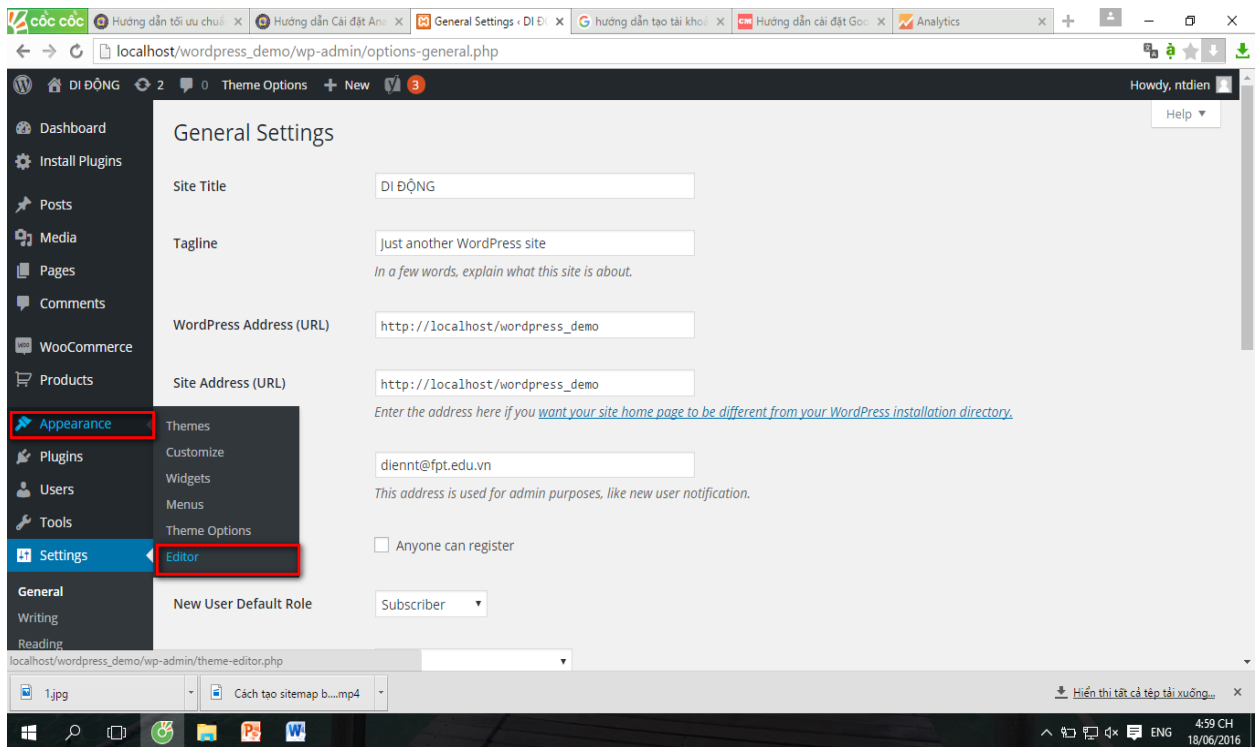 cốc cốc Hướng dẫn tối ưu chuẩ Hướng dẫn Cài đặt Ana General Settings ‹ DI ĐỘ hướng dẫn tạo tài khoả Hướng dẫn cài đặt Goo Analytics
localhost/wordpress_demo/wp-admin/options-general.php
DI ĐỘNG 2 0 Theme Options + New 3 Howdy, ntdien
Help ▼
Dashboard
Install Plugins
Posts
Media
Pages
Comments
WooCommerce
Products
Appearance
Plugins
Users
Tools
Settings
General
Writing
Reading
Themes
Customize
Widgets
Menus
Theme Options
Editor
General Settings
Site Title DI ĐỘNG
Tagline Just another WordPress site
In a few words, explain what this site is about.
WordPress Address (URL) http://localhost/wordpress_demo
Site Address (URL) http://localhost/wordpress_demo
Enter the address here if you want your site home page to be different from your WordPress installation directory.
diennt@fpt.edu.vn
This address is used for admin purposes, like new user notification.
Anyone can register
New User Default Role Subscriber
localhost/wordpress_demo/wp-admin/theme-editor.php
1.jpg Cách tạo sitemap b....mp4 Hiển thị tất cả tệp tải xuống...
ENG 4:59 CH
18/06/2016